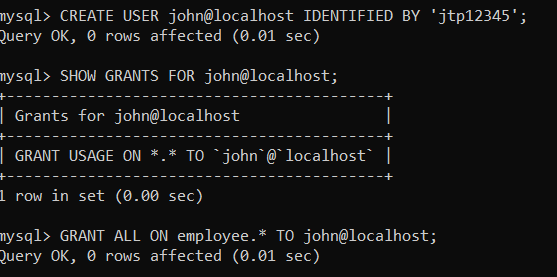 mysql> CREATE USER john@localhost IDENTIFIED BY 'jtp12345';
Query OK, 0 rows affected (0.01 sec)
mysql> SHOW GRANTS FOR john@localhost;
+------------------------------------------+
| Grants for john@localhost                |
+------------------------------------------+
| GRANT USAGE ON *.* TO `john`@`localhost` |
+------------------------------------------+
1 row in set (0.00 sec)
mysql> GRANT ALL ON employee.* TO john@localhost;
Query OK, 0 rows affected (0.01 sec)